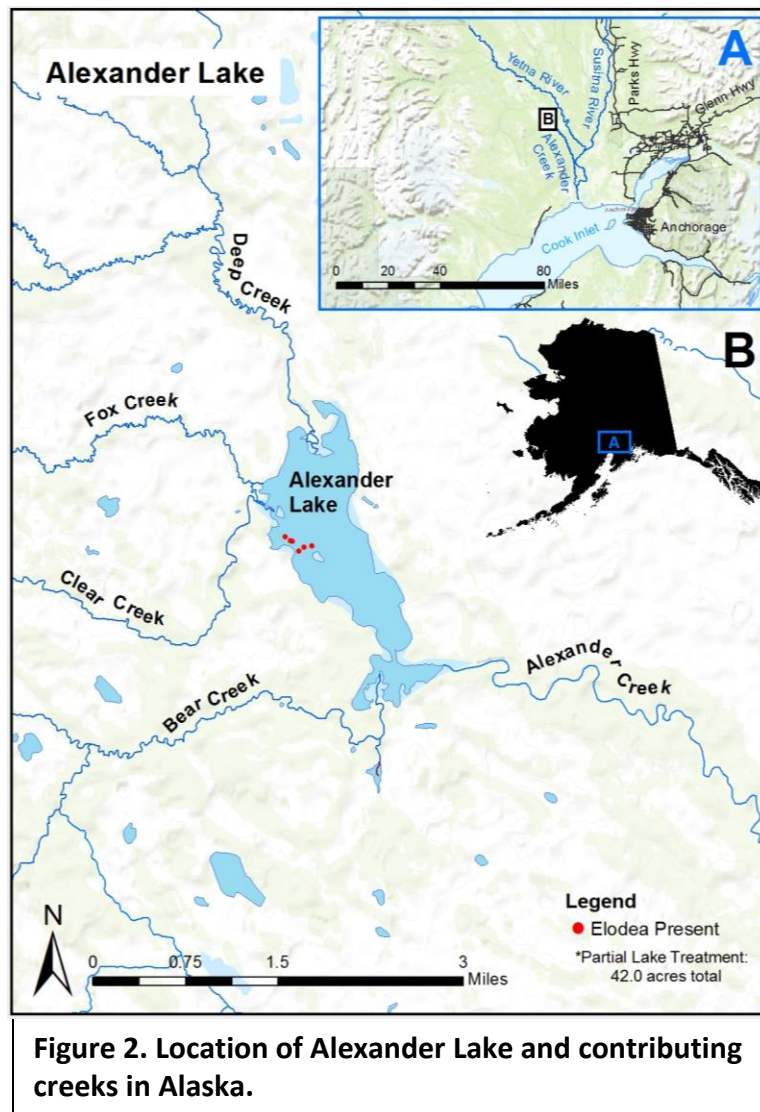 Alexander Lake
A
Yetna River
Susitna River
Parks Hwy
Glenn Hwy
B
Alexander
Creek
Anchorage
Cook Inlet
0 20 40 80
Miles
Deep Creek
B
A
Fox Creek
Alexander
Lake
Clear Creek
Alexander Creek
Bear Creek
Legend
Elodea Present
*Partial Lake Treatment:
42.0 acres total
N
0 0.75 1.5 3
Miles
Figure 2. Location of Alexander Lake and contributing
creeks in Alaska.